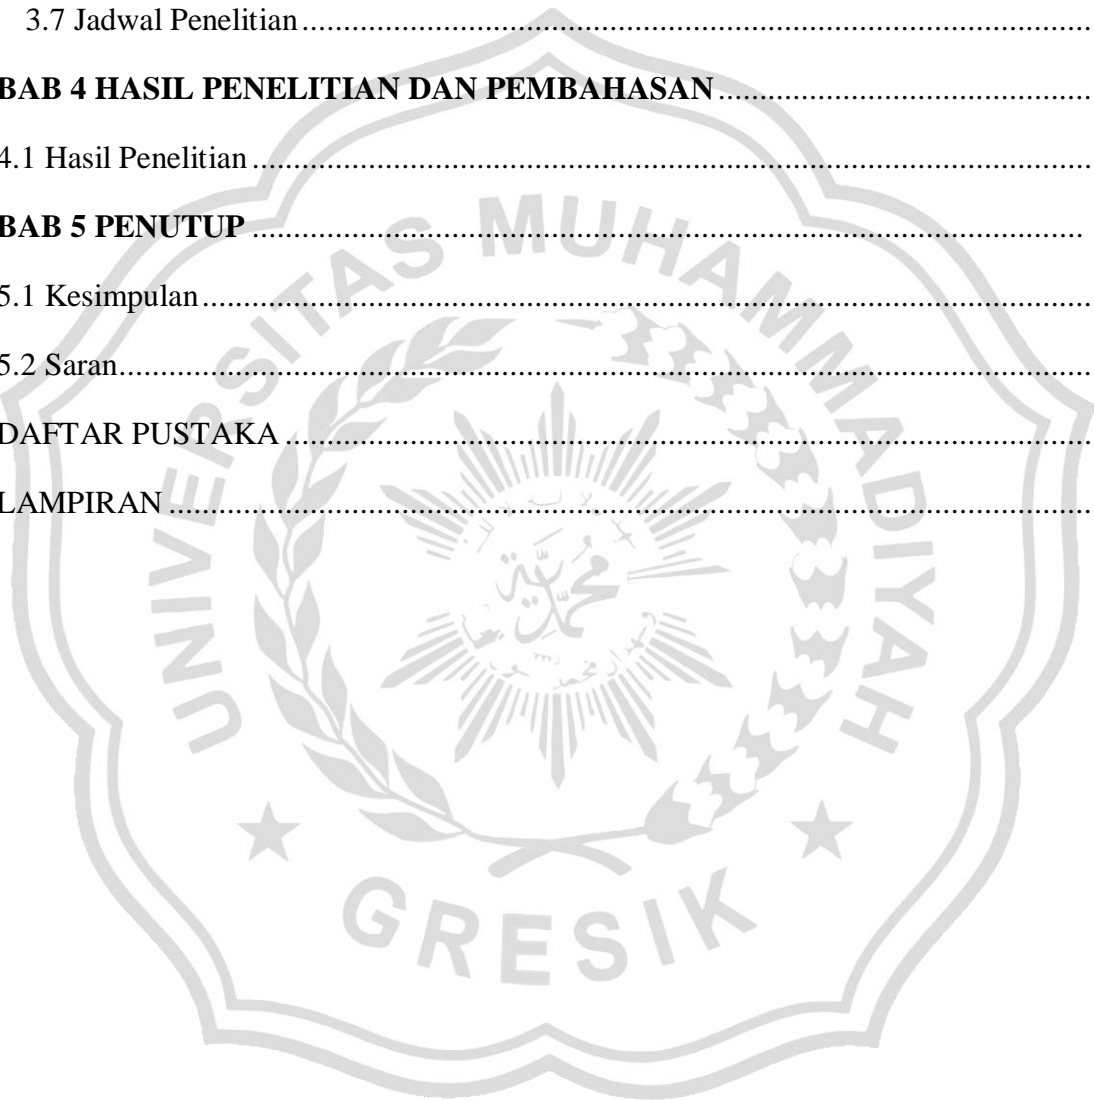 3.7 Jadwal Penelitian ....................................................................................................
BAB 4 HASIL PENELITIAN DAN PEMBAHASAN ................................................
4.1 Hasil Penelitian ..........................................................................................................
BAB 5 PENUTUP .........................................................................................................
5.1 Kesimpulan ................................................................................................................
5.2 Saran...........................................................................................................................
DAFTAR PUSTAKA ......................................................................................................
LAMPIRAN .....................................................................................................................
UNIVERSITAS MUHAMMADIYAH
محمدية
GRESIK